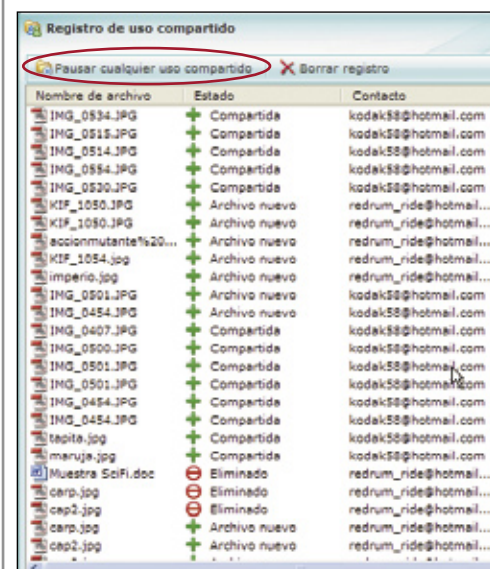 Registro de uso compartido
Pausar cualquier uso compartido Borrar registro
Nombre de archivo Estado Contacto
IMG_0534.JPG Compartida kodak58@hotmail.com
IMG_0515.JPG Compartida kodak58@hotmail.com
IMG_0514.JPG Compartida kodak58@hotmail.com
IMG_0554.JPG Compartida kodak58@hotmail.com
IMG_0530.JPG Compartida kodak58@hotmail.com
KIF_1050.JPG Archivo nuevo redrum_ride@hotmail...
KIF_1050.JPG Archivo nuevo redrum_ride@hotmail...
accionmutante%20... Archivo nuevo redrum_ride@hotmail...
KIF_1054.jpg Archivo nuevo redrum_ride@hotmail...
imperio.jpg Archivo nuevo redrum_ride@hotmail...
IMG_0501.JPG Archivo nuevo kodak58@hotmail.com
IMG_0454.JPG Archivo nuevo kodak58@hotmail.com
IMG_0407.JPG Compartida kodak58@hotmail.com
IMG_0500.JPG Compartida kodak58@hotmail.com
IMG_0501.JPG Compartida kodak58@hotmail.com
IMG_0501.JPG Compartida kodak58@hotmail.com
IMG_0454.JPG Compartida kodak58@hotmail.com
IMG_0454.JPG Compartida kodak58@hotmail.com
tapita.jpg Compartida kodak58@hotmail.com
maruja.jpg Compartida kodak58@hotmail.com
Muestra SciFi.doc Eliminado redrum_ride@hotmail...
carp.jpg Eliminado redrum_ride@hotmail...
cap2.jpg Eliminado redrum_ride@hotmail...
carp.jpg Archivo nuevo redrum_ride@hotmail...
cap2.jpg Archivo nuevo redrum_ride@hotmail...